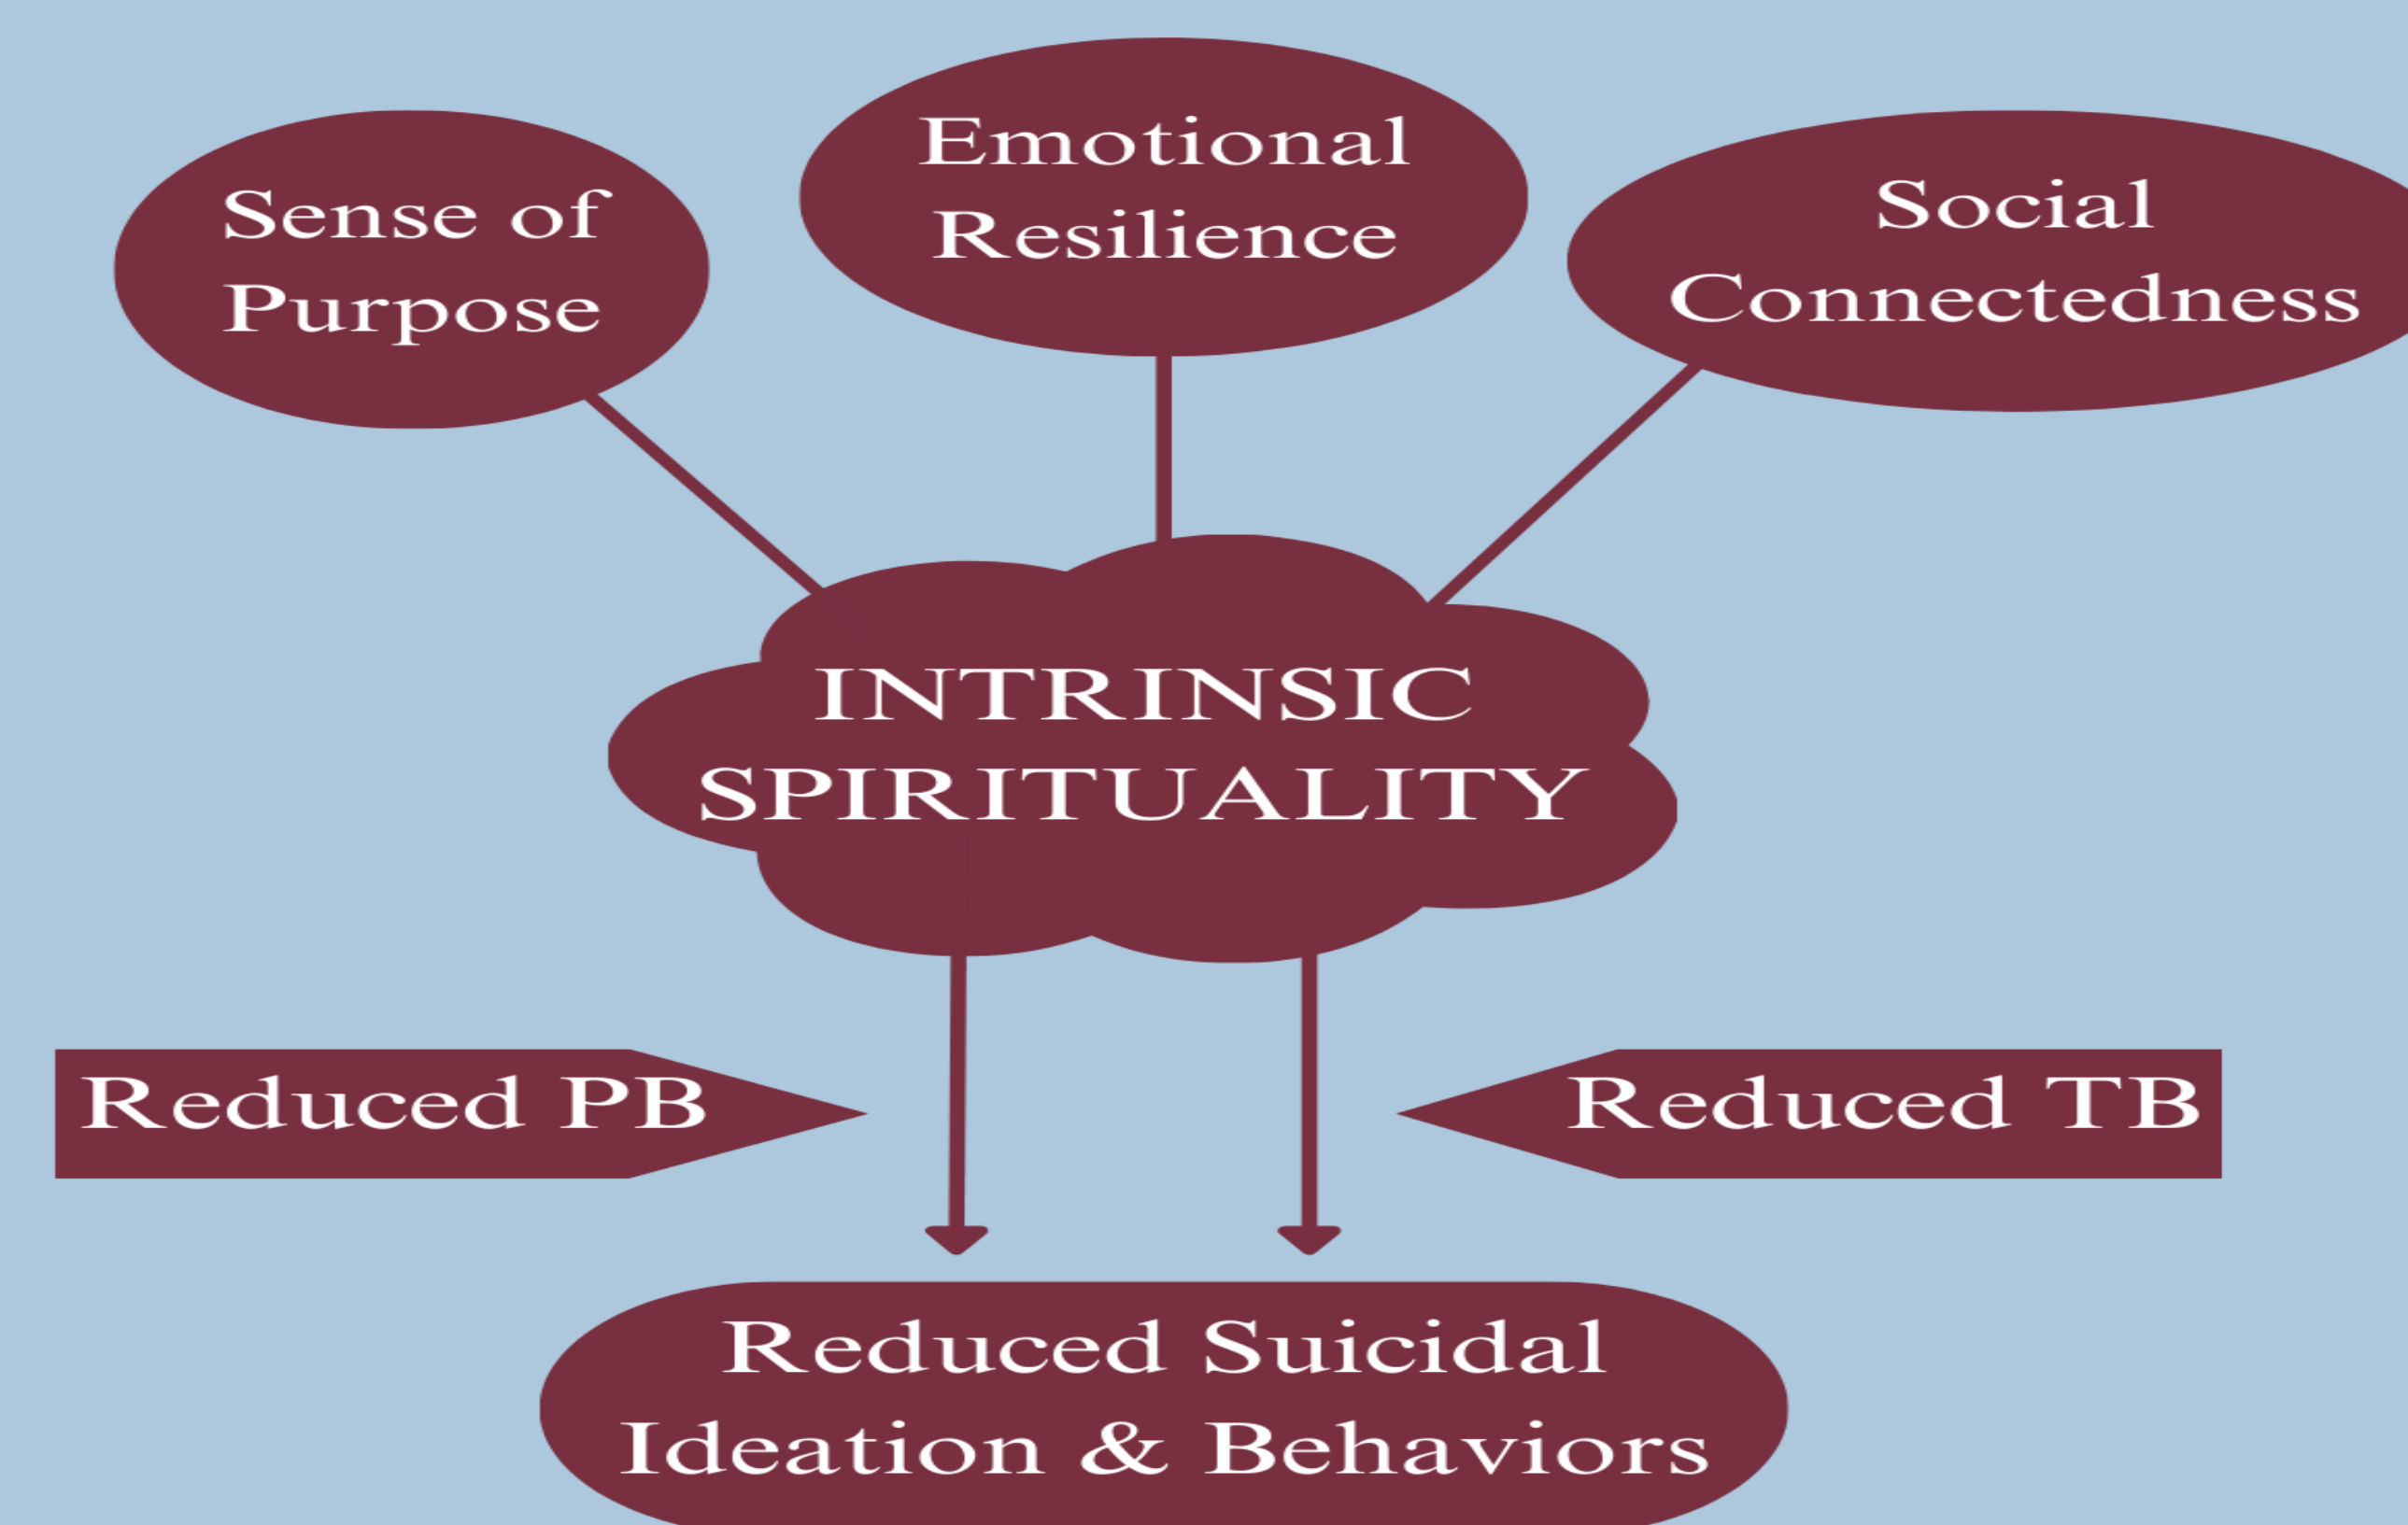 Emotional
Resilience
Sense of
Purpose
Social
Connectedness
INTRINSIC
SPIRITUALITY
Reduced PB
Reduced TB
Reduced Suicidal
Ideation & Behaviors